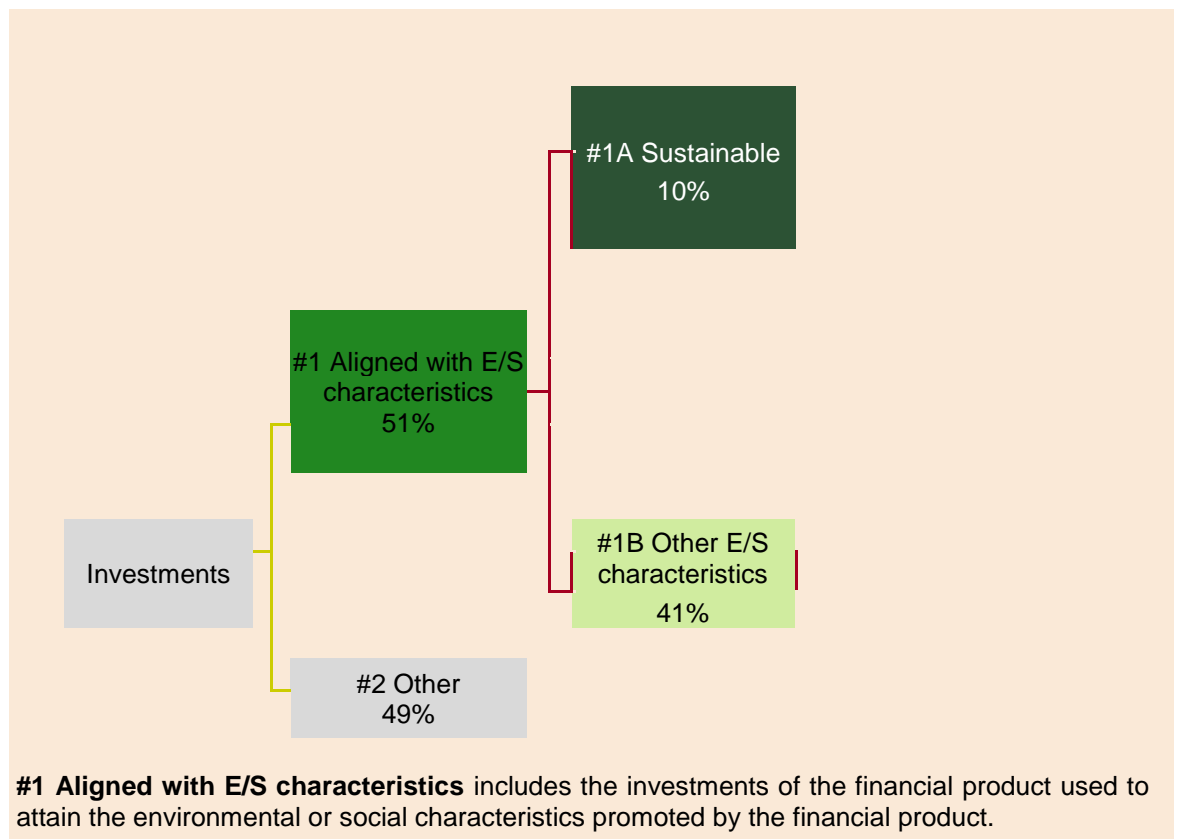 #1A Sustainable
10%
#1 Aligned with E/S
characteristics
51%
#1B Other E/S
characteristics
41%
Investments
#2 Other
49%
#1 Aligned with E/S characteristics includes the investments of the financial product used to
attain the environmental or social characteristics promoted by the financial product.